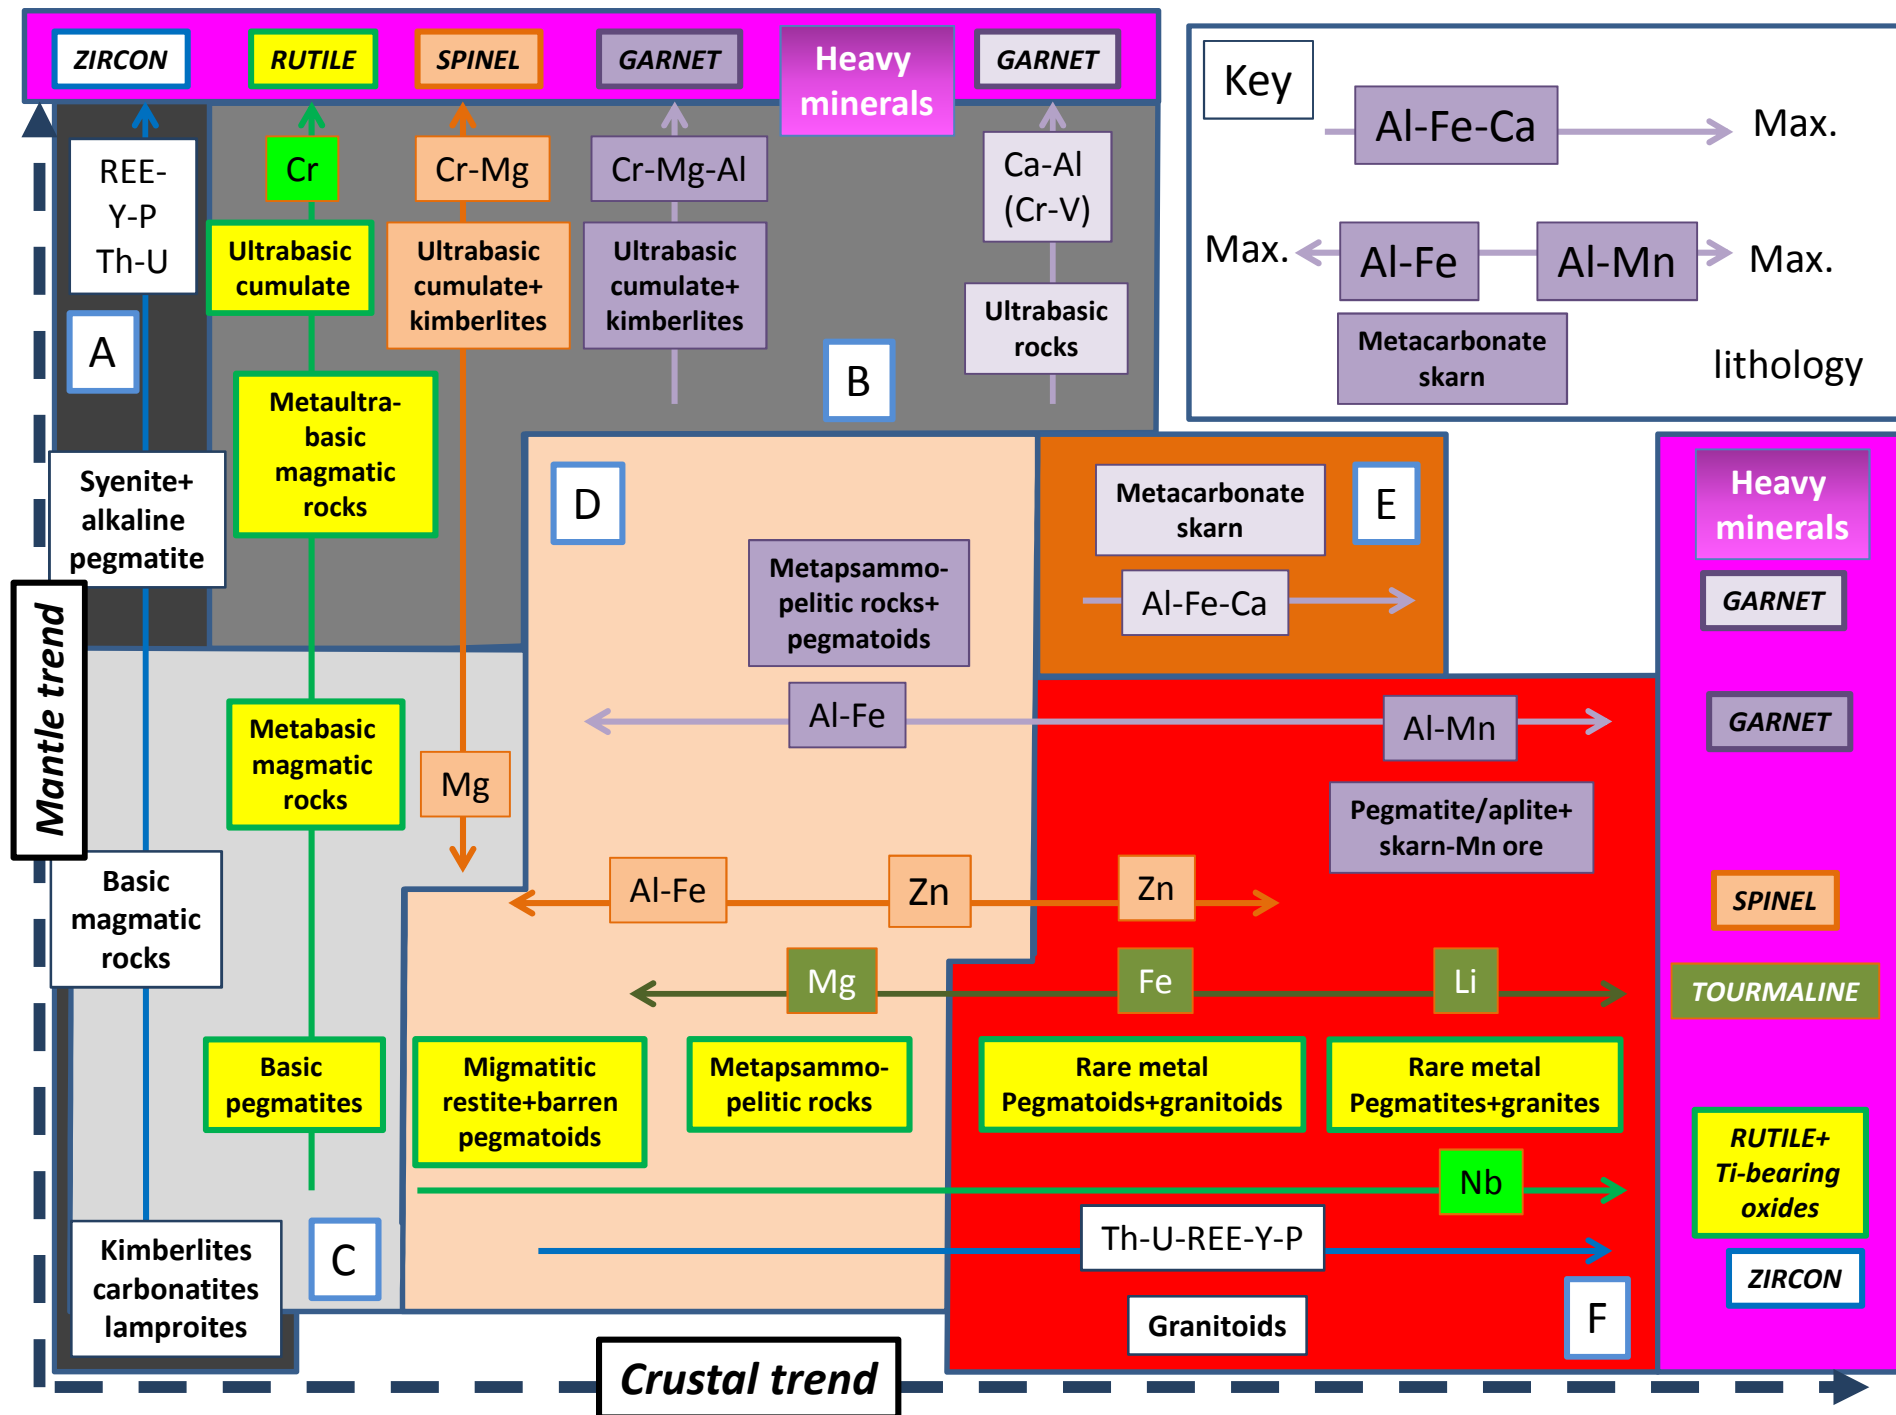 ZIRCON
RUTILE
SPINEL
GARNET
Heavy
minerals
GARNET
Key
Al-Fe-Ca
Max.
Max.
Al-Fe
Al-Mn
Max.
Metacarbonate
skarn
lithology
REE-
Y-P
Th-U
Cr
Cr-Mg
Cr-Mg-Al
Ca-Al
(Cr-V)
Ultrabasic
cumulate
Ultrabasic
cumulate+
kimberlites
Ultrabasic
cumulate+
kimberlites
Ultrabasic
rocks
A
B
Metaultra-
basic
magmatic
rocks
Syenite+
alkaline
pegmatite
D
Metacarbonate
skarn
E
Al-Fe-Ca
Metapsammo-
pelitic rocks+
pegmatoids
Heavy
minerals
GARNET
GARNET
SPINEL
TOURMALINE
RUTILE+
Ti-bearing
oxides
ZIRCON
Mantle trend
Metabasic
magmatic
rocks
Mg
Al-Fe
Al-Mn
Pegmatite/aplite+
skarn-Mn ore
Basic
magmatic
rocks
Al-Fe
Zn
Zn
Mg
Fe
Li
Basic
pegmatites
Migmatitic
restite+barren
pegmatoids
Metapsammo-
pelitic rocks
Rare metal
Pegmatoids+granitoids
Rare metal
Pegmatites+granites
Nb
Kimberlites
carbonatites
lamproites
C
Th-U-REE-Y-P
Granitoids
F
Crustal trend